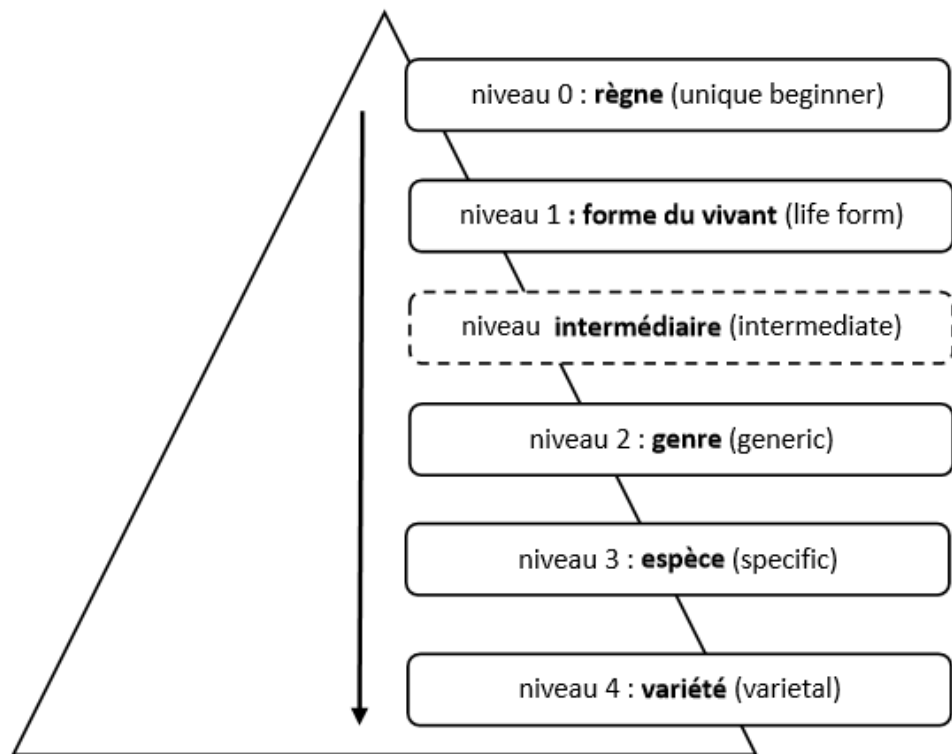 niveau 0 : règne (unique beginner)
niveau 1 : forme du vivant (life form)
niveau intermédiaire (intermediate)
niveau 2 : genre (generic)
niveau 3 : espèce (specific)
niveau 4 : variété (varietal)